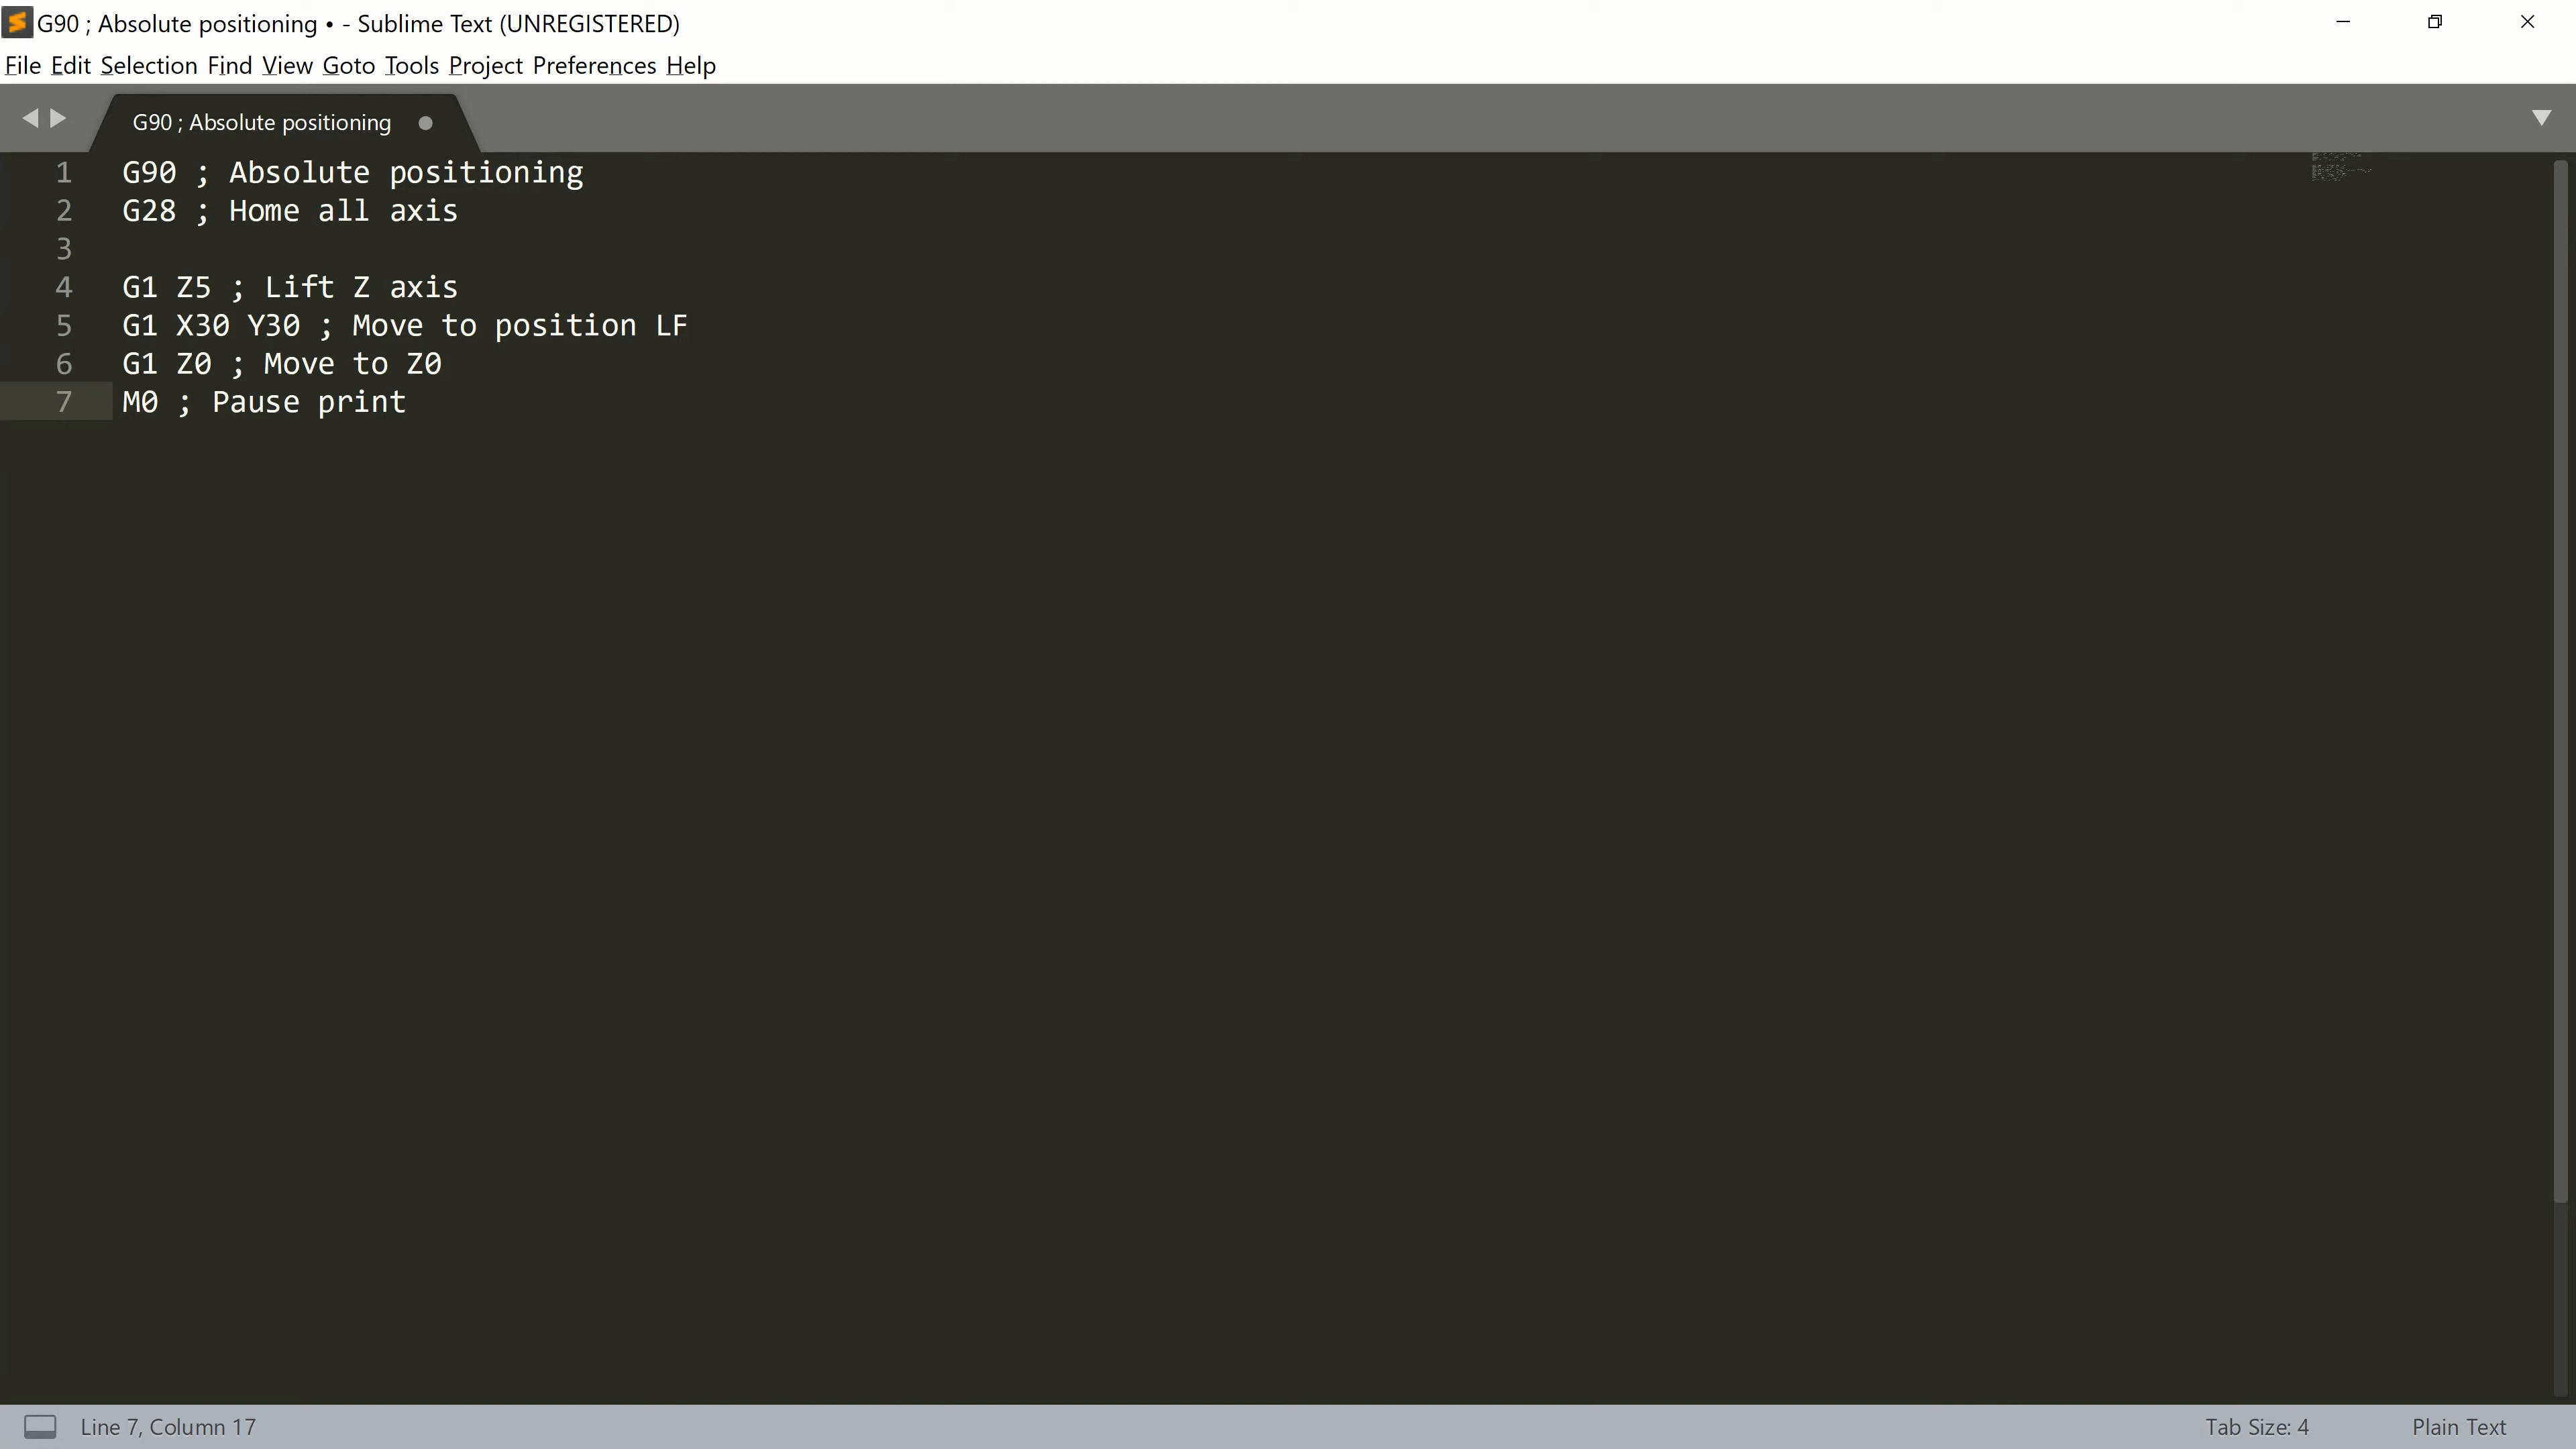 G90 ; Absolute positioning • - Sublime Text (UNREGISTERED)
File Edit Selection Find View Goto Tools Project Preferences Help
G90 ; Absolute positioning
1 G90 ; Absolute positioning
2 G28 ; Home all axis
3
4 G1 Z5 ; Lift Z axis
5 G1 X30 Y30 ; Move to position LF
6 G1 Z0 ; Move to Z0
7 M0 ; Pause print
Line 7, Column 17 Tab Size: 4 Plain Text